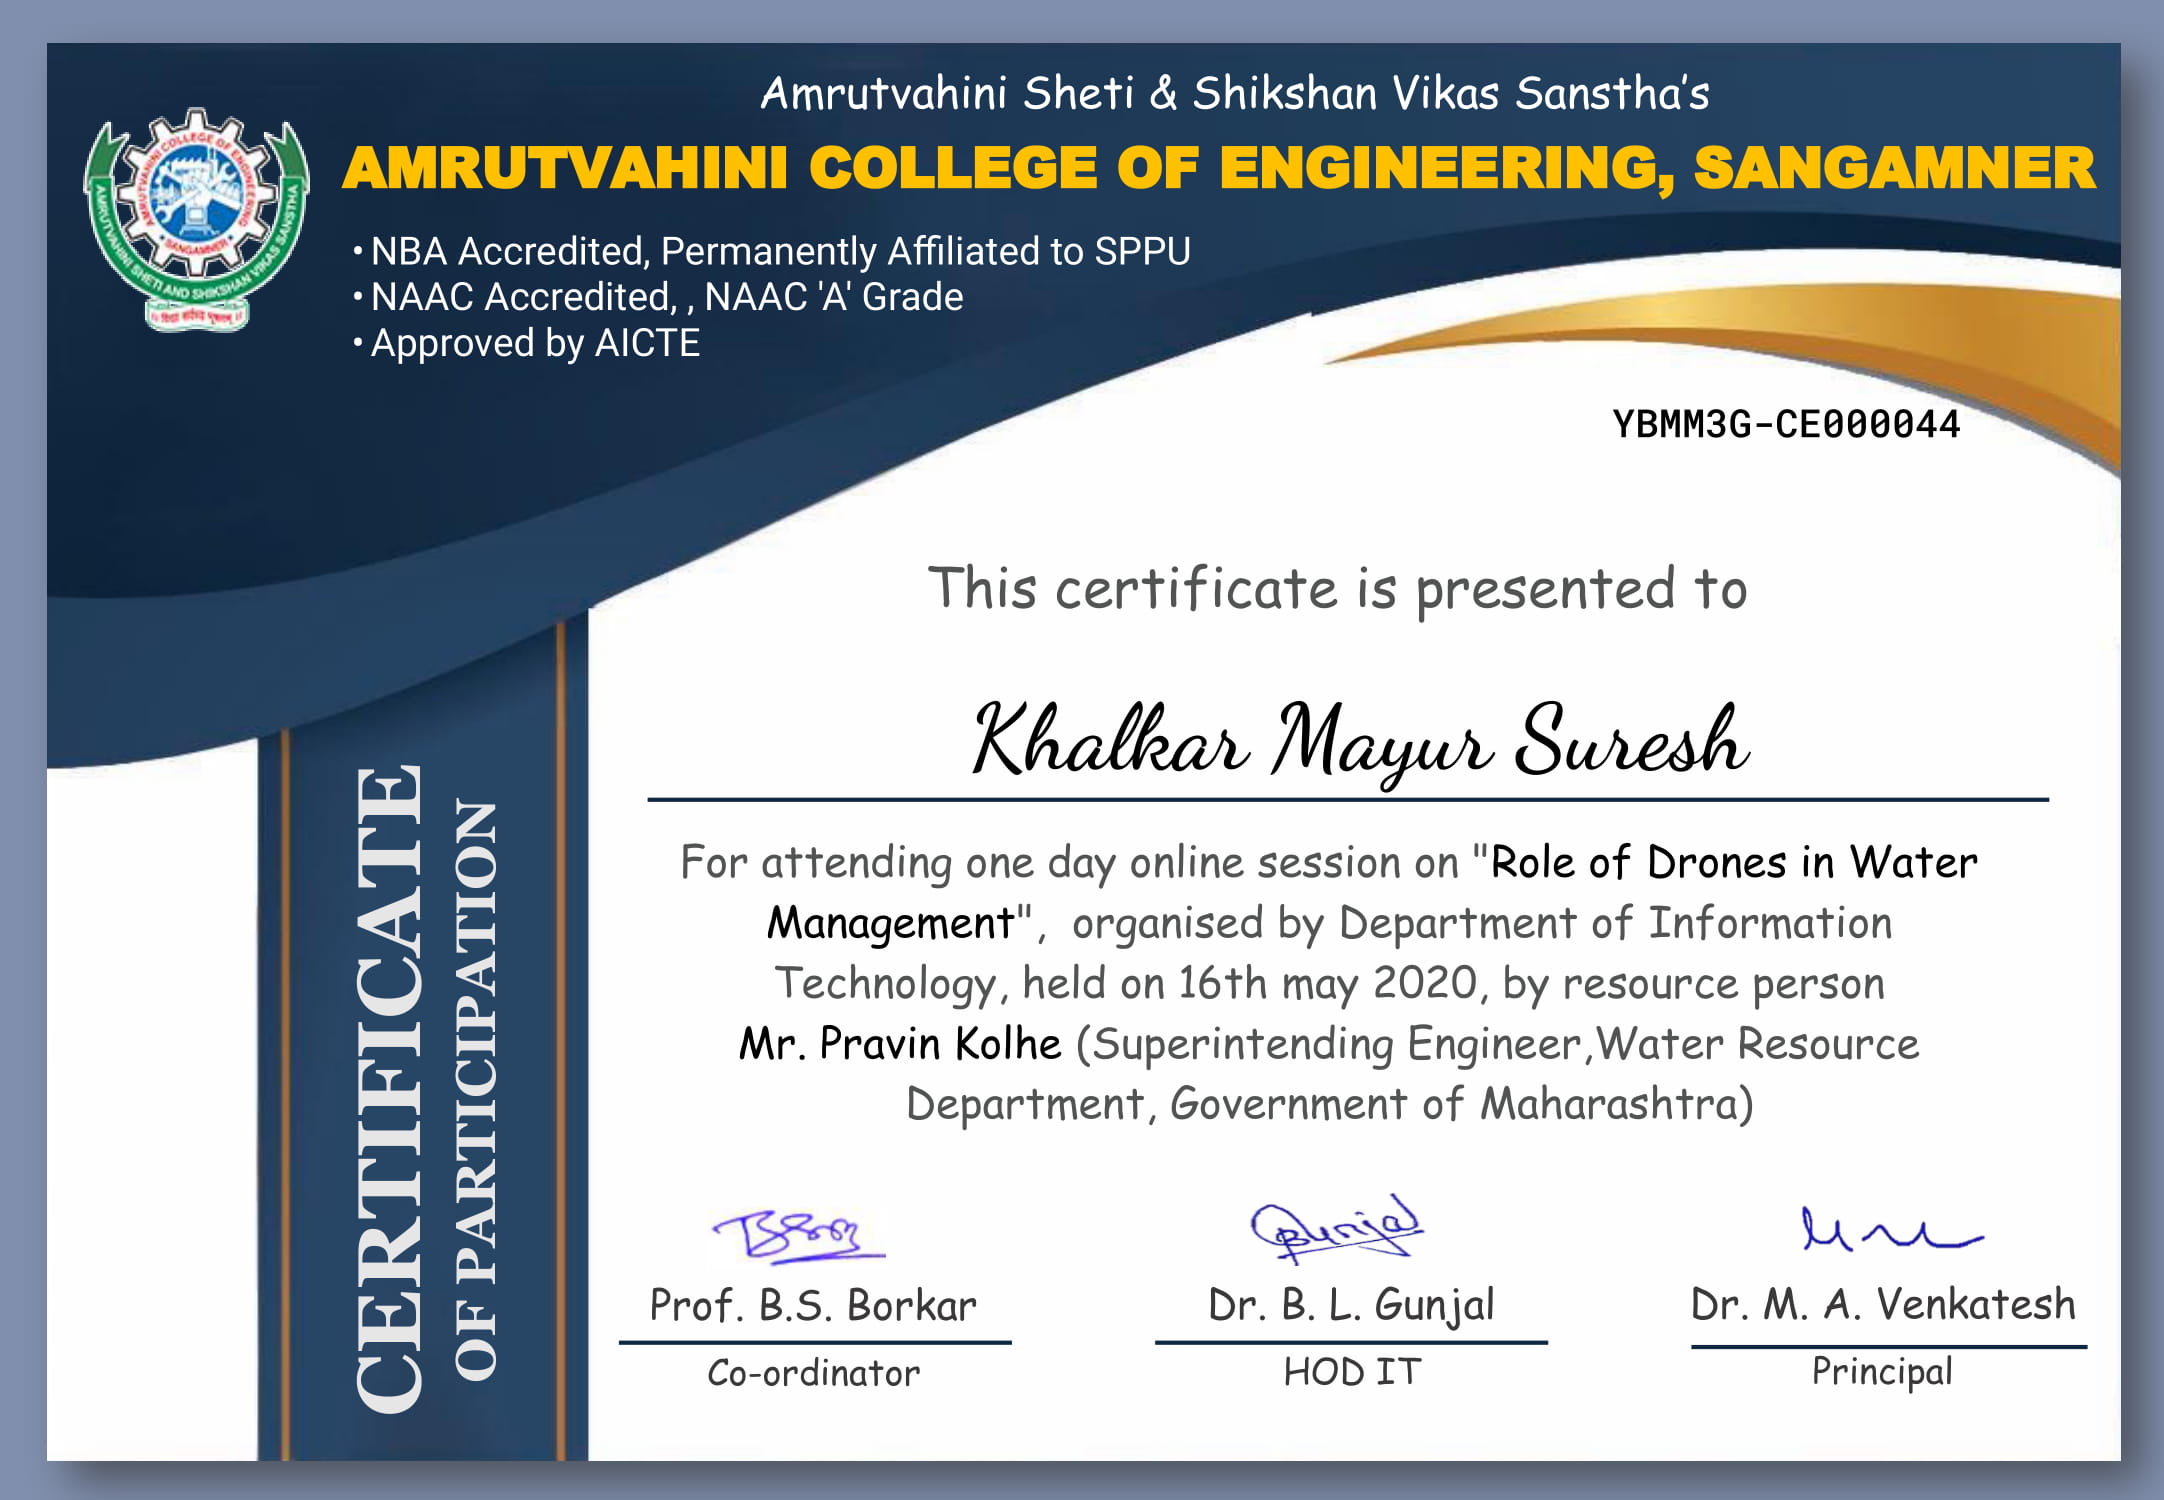 Amrutvahini Sheti & Shikshan Vikas Sanstha's
AMRUTVAHINI COLLEGE OF ENGINEERING, SANGAMNER
• NBA Accredited, Permanently Affiliated to SPPU
• NAAC Accredited, , NAAC 'A' Grade
• Approved by AICTE
AMRUTVAHINI COLLEGE OF ENGINEERING
SANGAMNER
AMRUTVAHINI SHETI AND SHIKSHAN VIKAS SANSTHA
YBMM3G-CE000044
This certificate is presented to
Khalkar Mayur Suresh
For attending one day online session on "Role of Drones in Water
Management",  organised by Department of Information
Technology, held on 16th may 2020, by resource person
Mr. Pravin Kolhe (Superintending Engineer,Water Resource
Department, Government of Maharashtra)
CERTIFICATE
OF PARTICIPATION
Gunjal
Prof. B.S. Borkar
Dr. B. L. Gunjal
Dr. M. A. Venkatesh
Co-ordinator
HOD IT
Principal